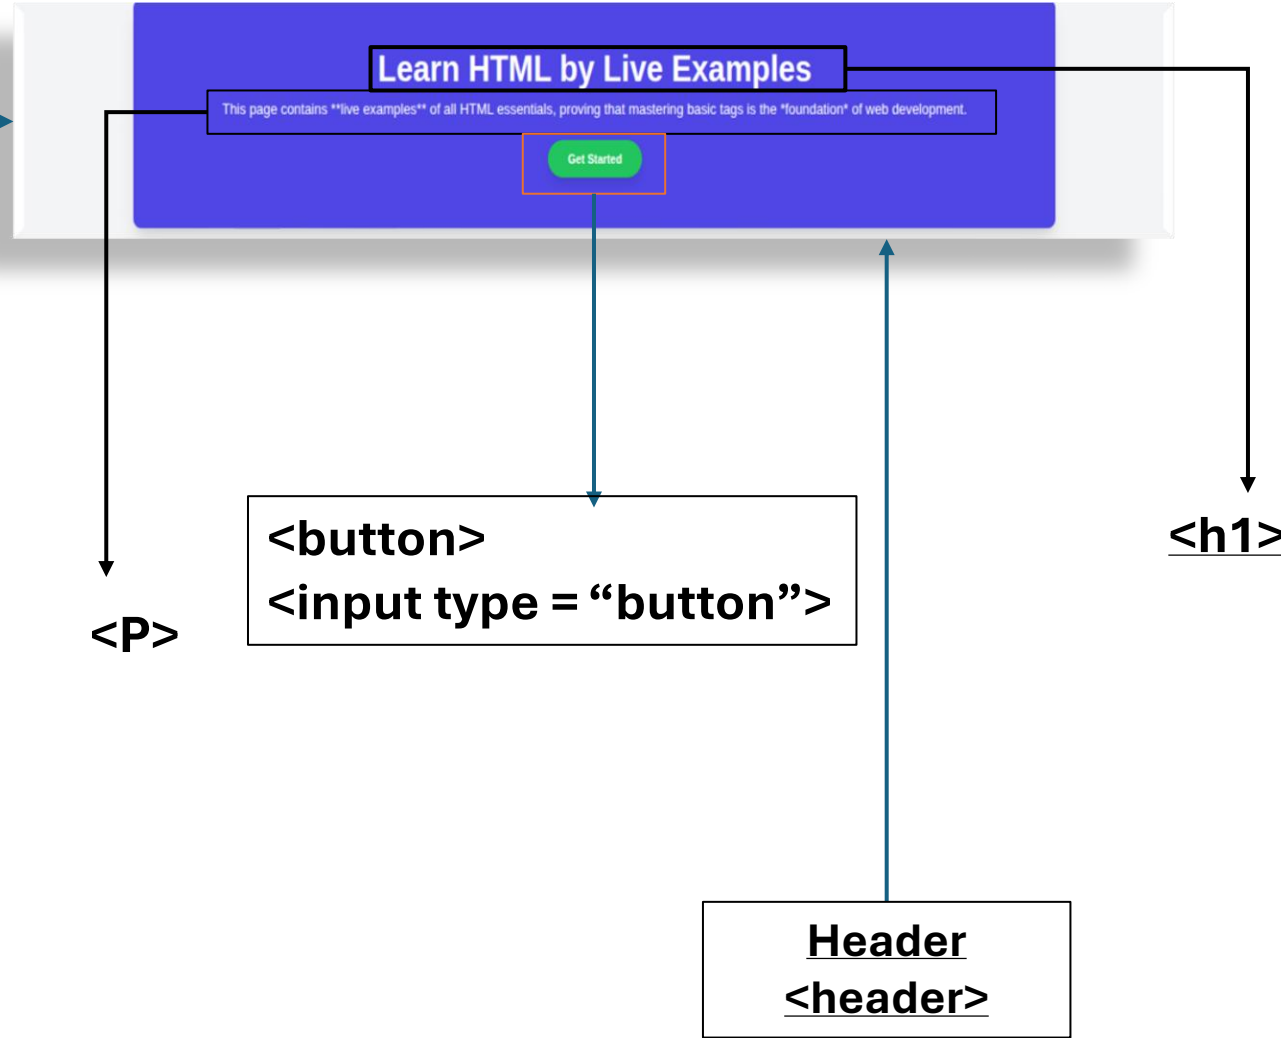 Learn HTML by Live Examples
This page contains **live examples** of all HTML essentials, proving that mastering basic tags is the *foundation* of web development.
Get Started
<button>
<input type = “button”>
<h1>
<P>
Header
<header>